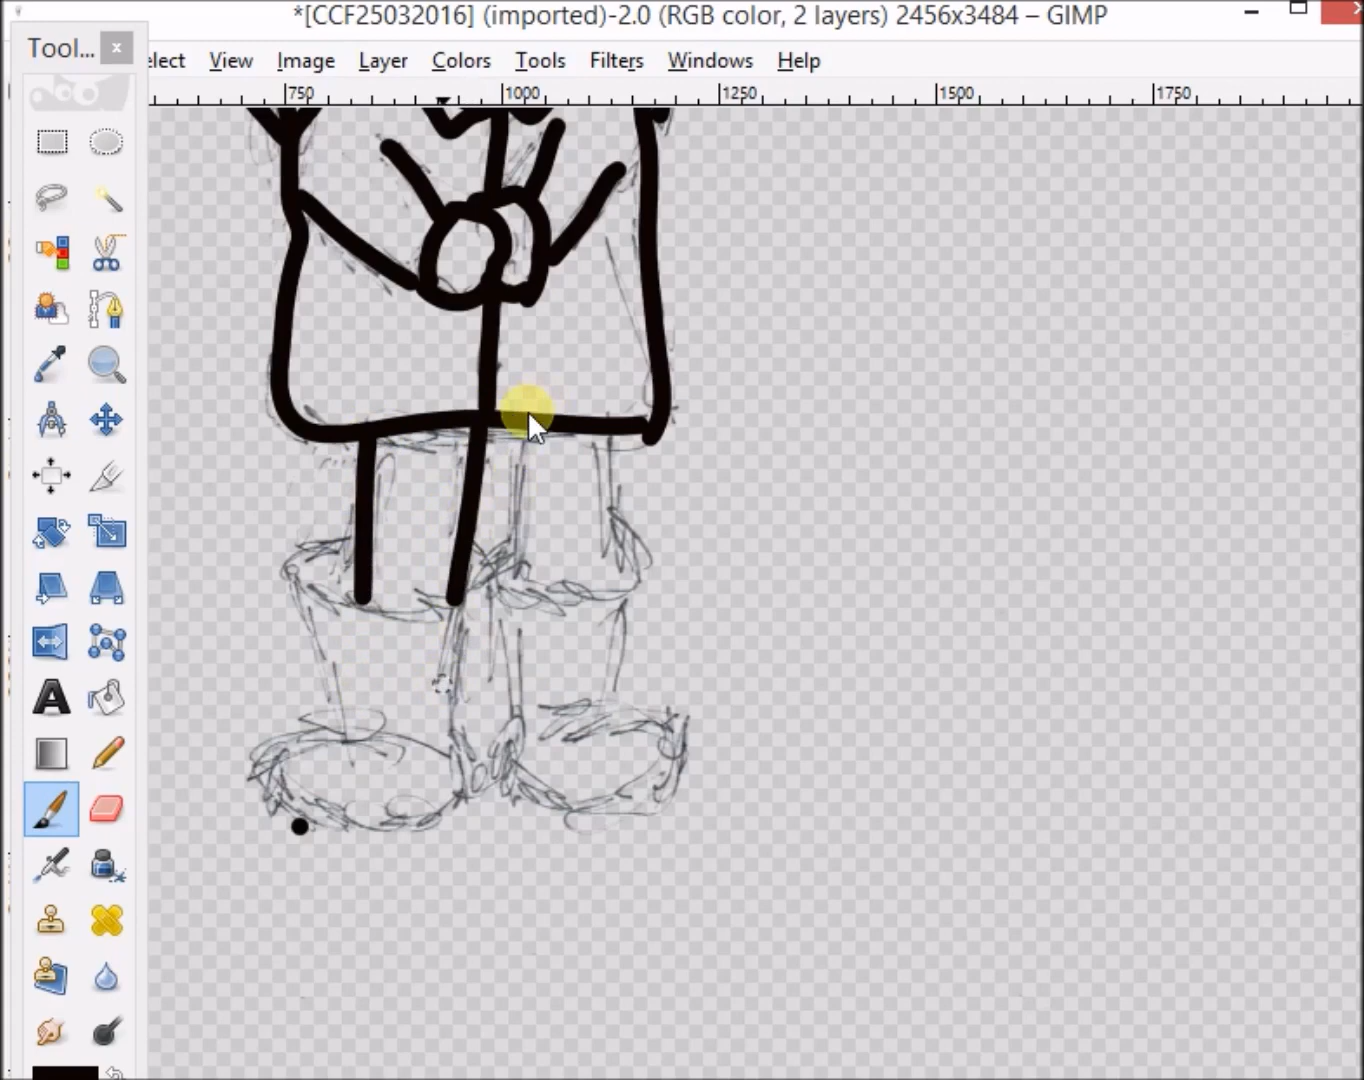 *[CCF25032016] (imported)-2.0 (RGB color, 2 layers) 2456x3484 – GIMP
Tool...
elect View Image Layer Colors Tools Filters Windows Help
750 1000 1250 1500 1750